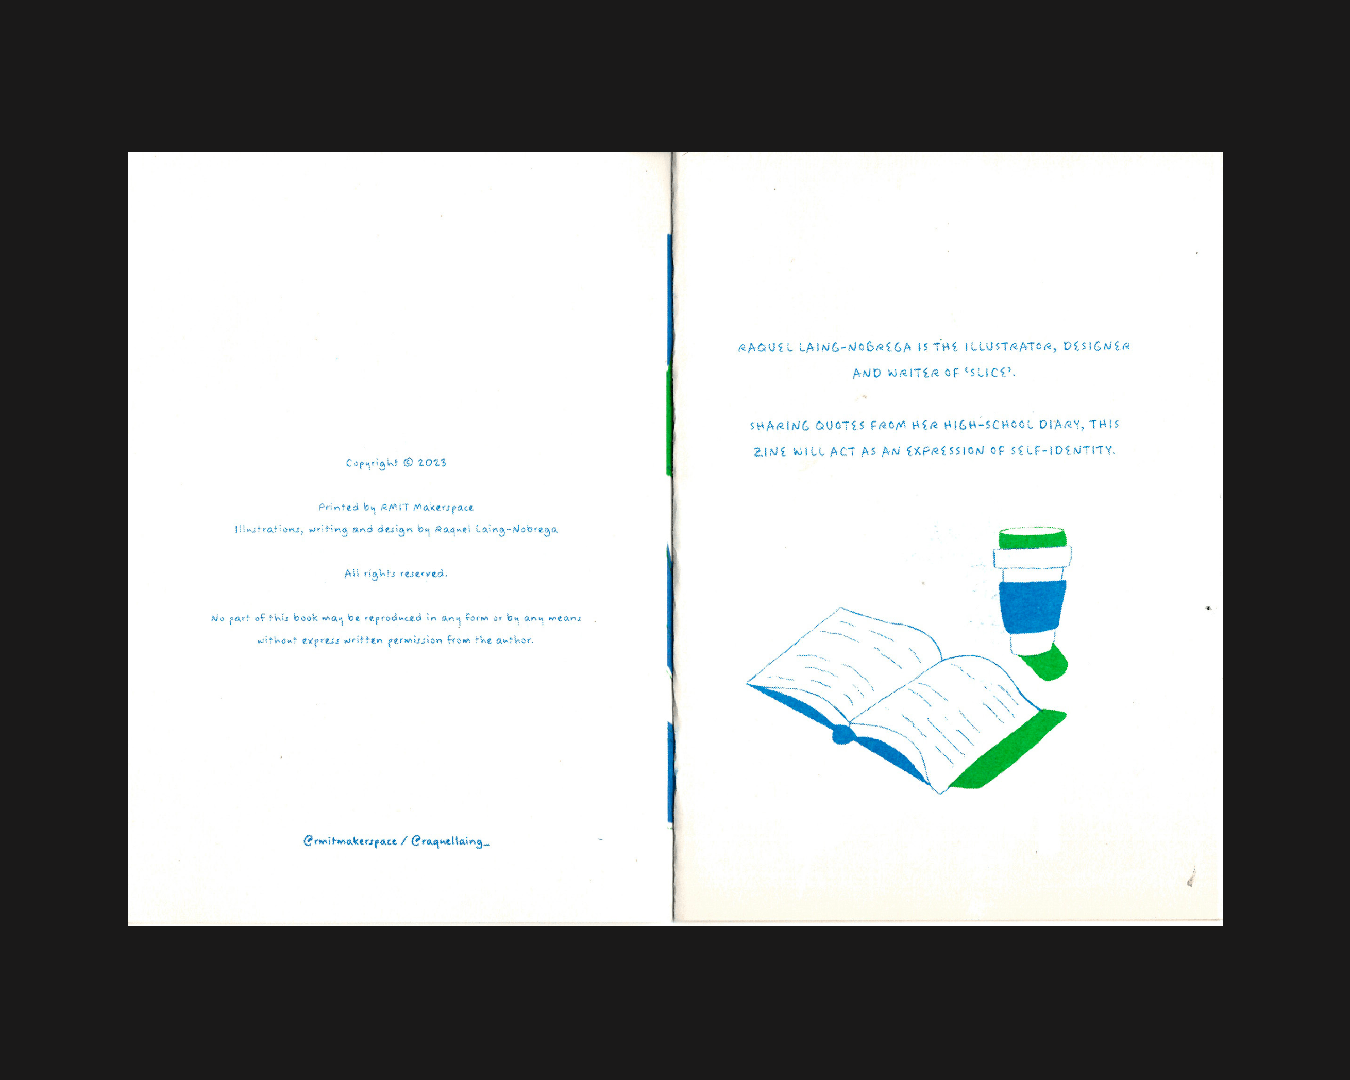 Copyright © 2023
Printed by RMIT Makerspace
Illustrations, writing and design by Raquel Laing-Nobrega
All rights reserved.
No part of this book may be reproduced in any form or by any means
without express written permission from the author.
@rmitmakerspace / @raquellaing_
RAQUEL LAING-NOBREGA IS THE ILLUSTRATOR, DESIGNER
AND WRITER OF 'SLICE'.
SHARING QUOTES FROM HER HIGH-SCHOOL DIARY, THIS
ZINE WILL ACT AS AN EXPRESSION OF SELF-IDENTITY.